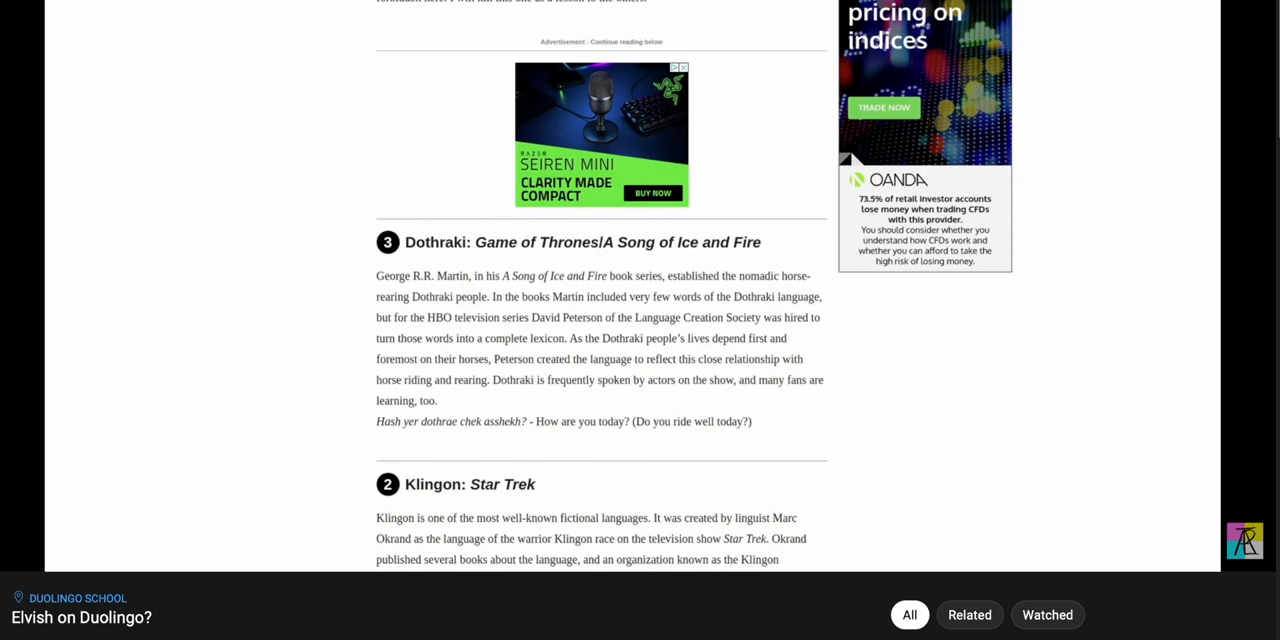 Advertisement - Continue reading below
RAZER
SEIREN MINI
CLARITY MADE
COMPACT
BUY NOW
pricing on
indices
TRADE NOW
OANDA
73.5% of retail investor accounts
lose money when trading CFDs
with this provider.
You should consider whether you
understand how CFDs work and
whether you can afford to take the
high risk of losing money.
3 Dothraki: Game of Thrones/A Song of Ice and Fire
George R.R. Martin, in his A Song of Ice and Fire book series, established the nomadic horse-
rearing Dothraki people. In the books Martin included very few words of the Dothraki language,
but for the HBO television series David Peterson of the Language Creation Society was hired to
turn those words into a complete lexicon. As the Dothraki people's lives depend first and
foremost on their horses, Peterson created the language to reflect this close relationship with
horse riding and rearing. Dothraki is frequently spoken by actors on the show, and many fans are
learning, too.
Hash yer dothrae chek asshekh? - How are you today? (Do you ride well today?)
2 Klingon: Star Trek
Klingon is one of the most well-known fictional languages. It was created by linguist Marc
Okrand as the language of the warrior Klingon race on the television show Star Trek. Okrand
published several books about the language, and an organization known as the Klingon
DUOLINGO SCHOOL
Elvish on Duolingo?
All
Related
Watched